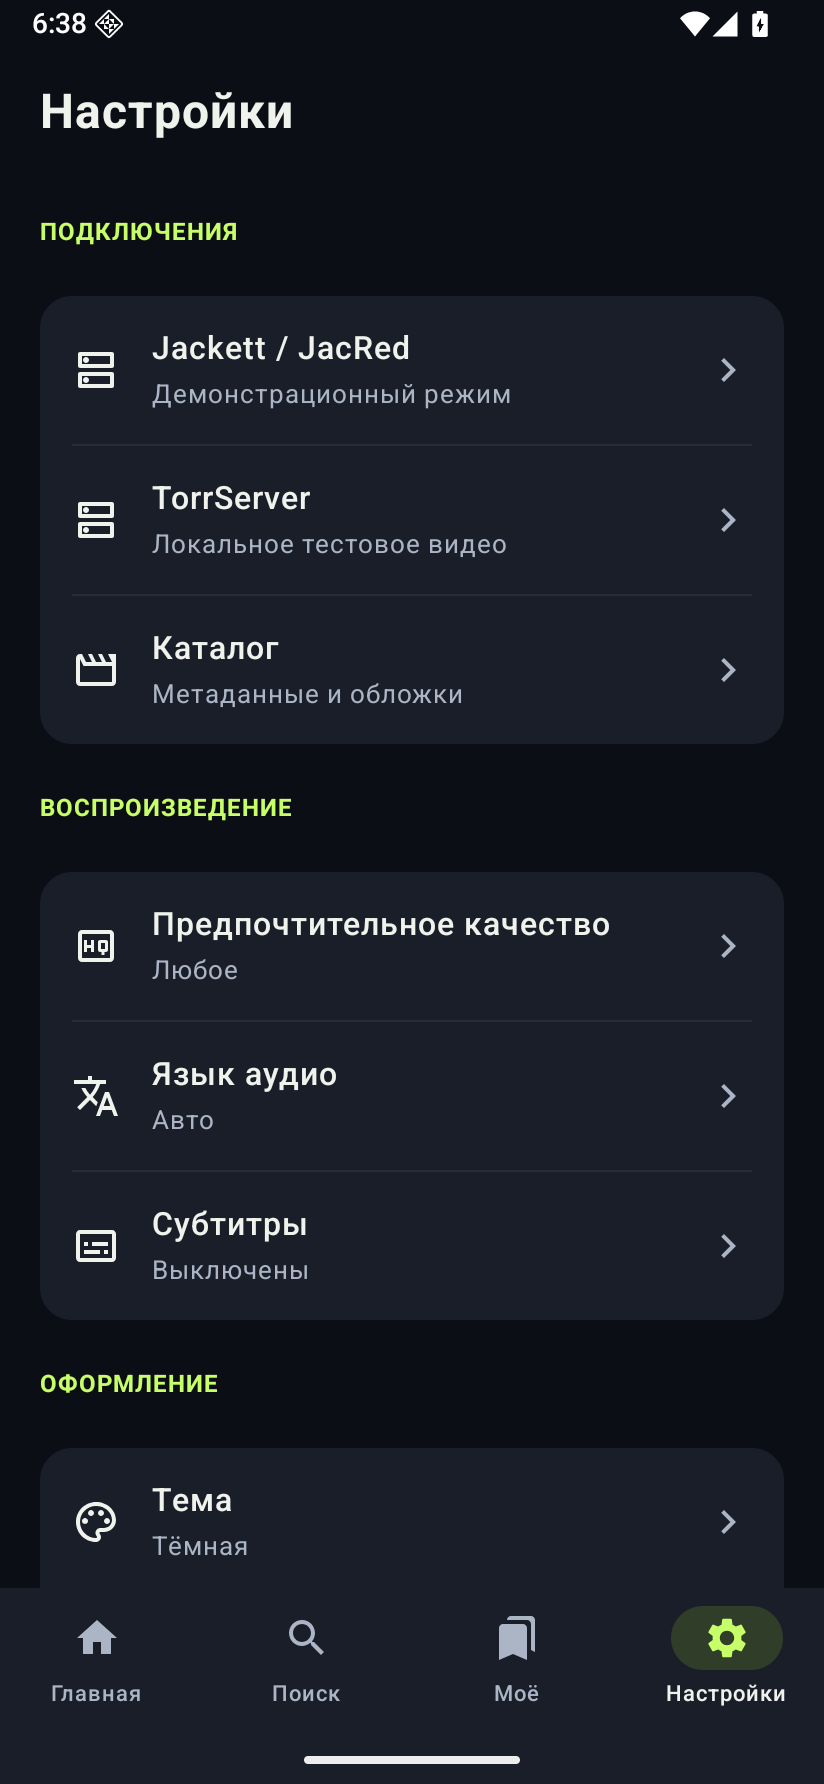 6:38
Настройки
ПОДКЛЮЧЕНИЯ
Jackett / JacRed
Демонстрационный режим
TorrServer
Локальное тестовое видео
Каталог
Метаданные и обложки
ВОСПРОИЗВЕДЕНИЕ
HQ
Предпочтительное качество
Любое
Язык аудио
Авто
Субтитры
Выключены
ОФОРМЛЕНИЕ
Тема
Тёмная
Главная
Поиск
Моё
Настройки